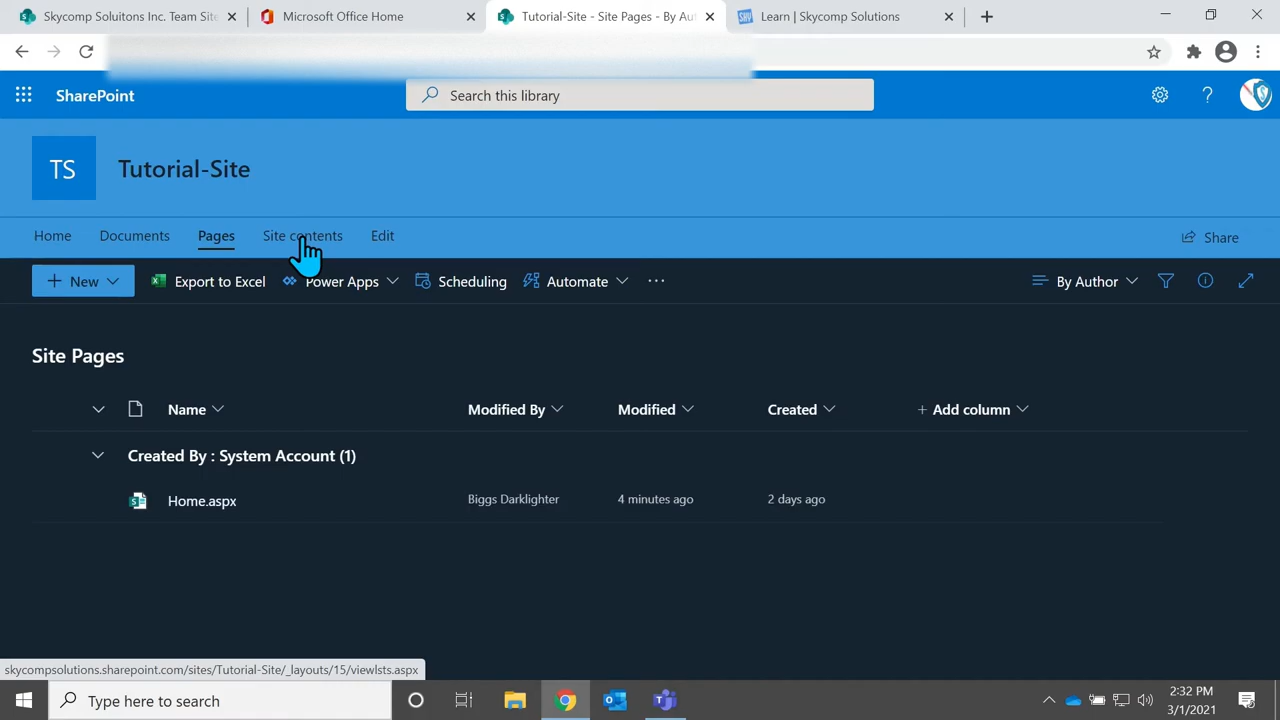 Skycomp Soluitons Inc. Team Site
Microsoft Office Home
Tutorial-Site - Site Pages - By Aut
Learn | Skycomp Solutions
SharePoint
Search this library
TS
Tutorial-Site
Home
Documents
Pages
Site contents
Edit
Share
New
Export to Excel
Power Apps
Scheduling
Automate
By Author
Site Pages
Name
Modified By
Modified
Created
Add column
Created By : System Account (1)
Home.aspx
Biggs Darklighter
4 minutes ago
2 days ago
skycompsolutions.sharepoint.com/sites/Tutorial-Site/_layouts/15/viewlsts.aspx
Type here to search
2:32 PM
3/1/2021